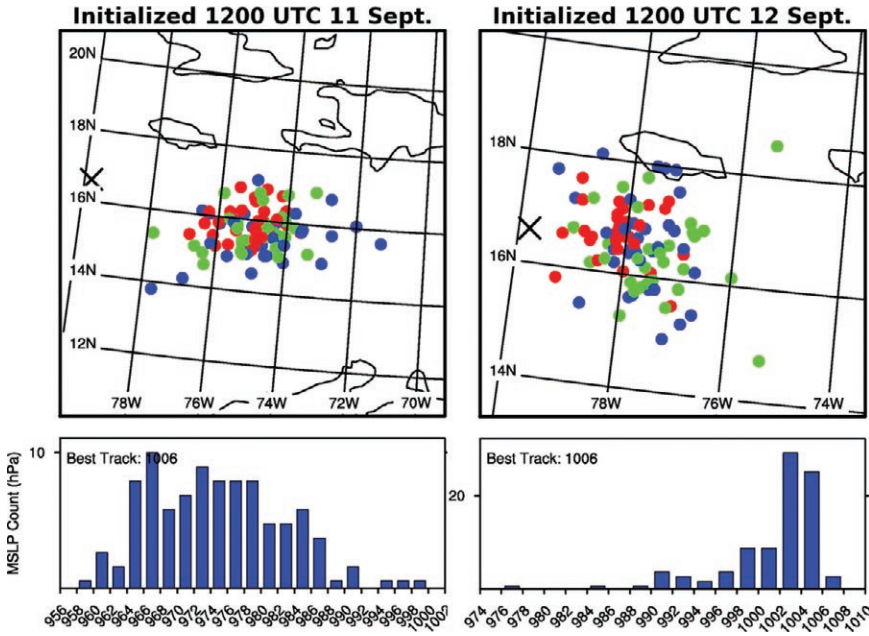 Initialized 1200 UTC 11 Sept.
20N
18N
16N
14N
12N
78W 76W 74W 72W 70W
Initialized 1200 UTC 12 Sept.
18N
16N
14N
78W 76W 74W
MSLP Count (hPa)
10
Best Track: 1006
956 958 960 962 964 966 968 970 972 974 976 978 980 982 984 986 988 990 992 994 996 998 1000 1002
20
Best Track: 1006
974 976 978 980 982 984 986 988 990 992 994 996 998 1000 1002 1004 1006 1008 1010